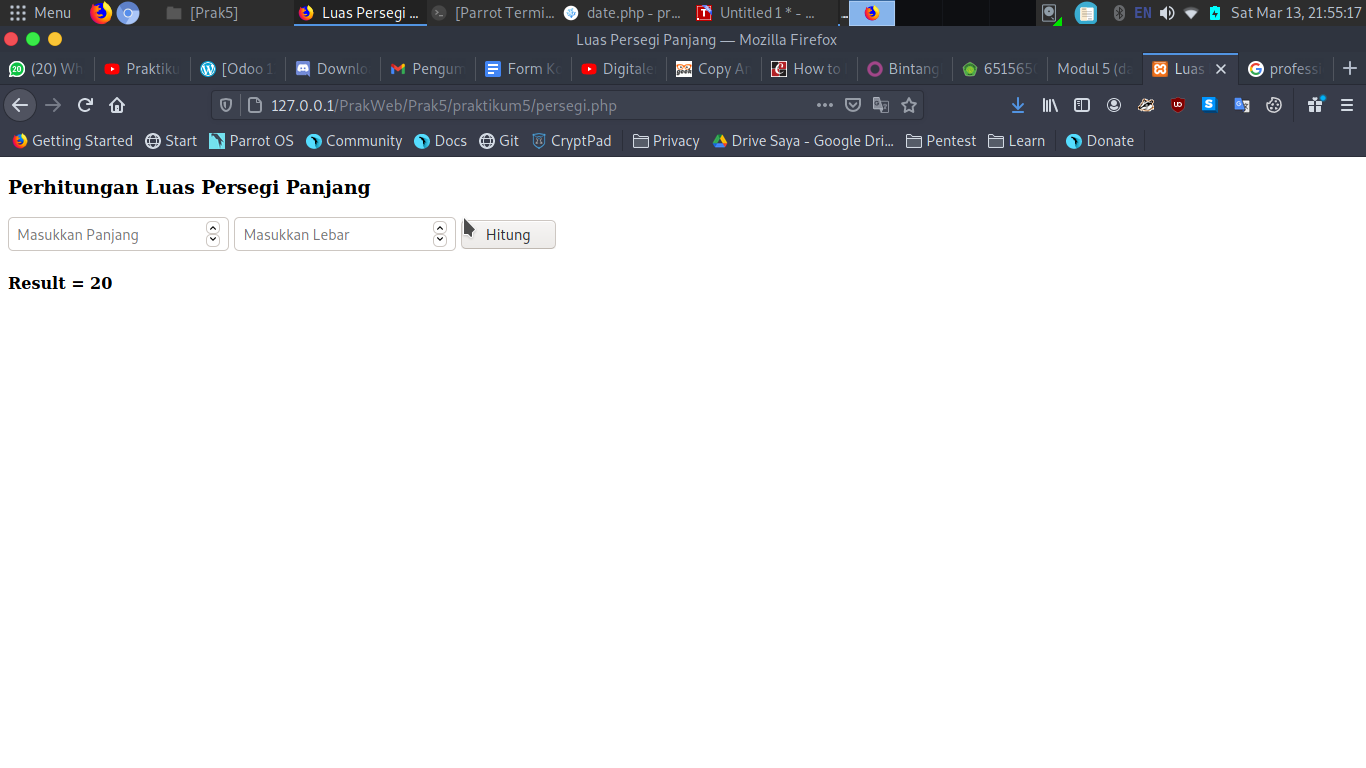 Menu [Prak5] Luas Persegi ... [Parrot Termi... date.php - pr... Untitled 1 * - ... EN Sat Mar 13, 21:55:17
Luas Persegi Panjang — Mozilla Firefox
(20) Wh Praktiku [Odoo 1 Downlo Pengum Form Ko Digitale Copy An How to Bintang 651565 Modul 5 (da Luas professi
127.0.0.1/PrakWeb/Prak5/praktikum5/persegi.php
Getting Started Start Parrot OS Community Docs Git CryptPad Privacy Drive Saya - Google Dri... Pentest Learn Donate
Perhitungan Luas Persegi Panjang
Masukkan Panjang Masukkan Lebar Hitung
Result = 20